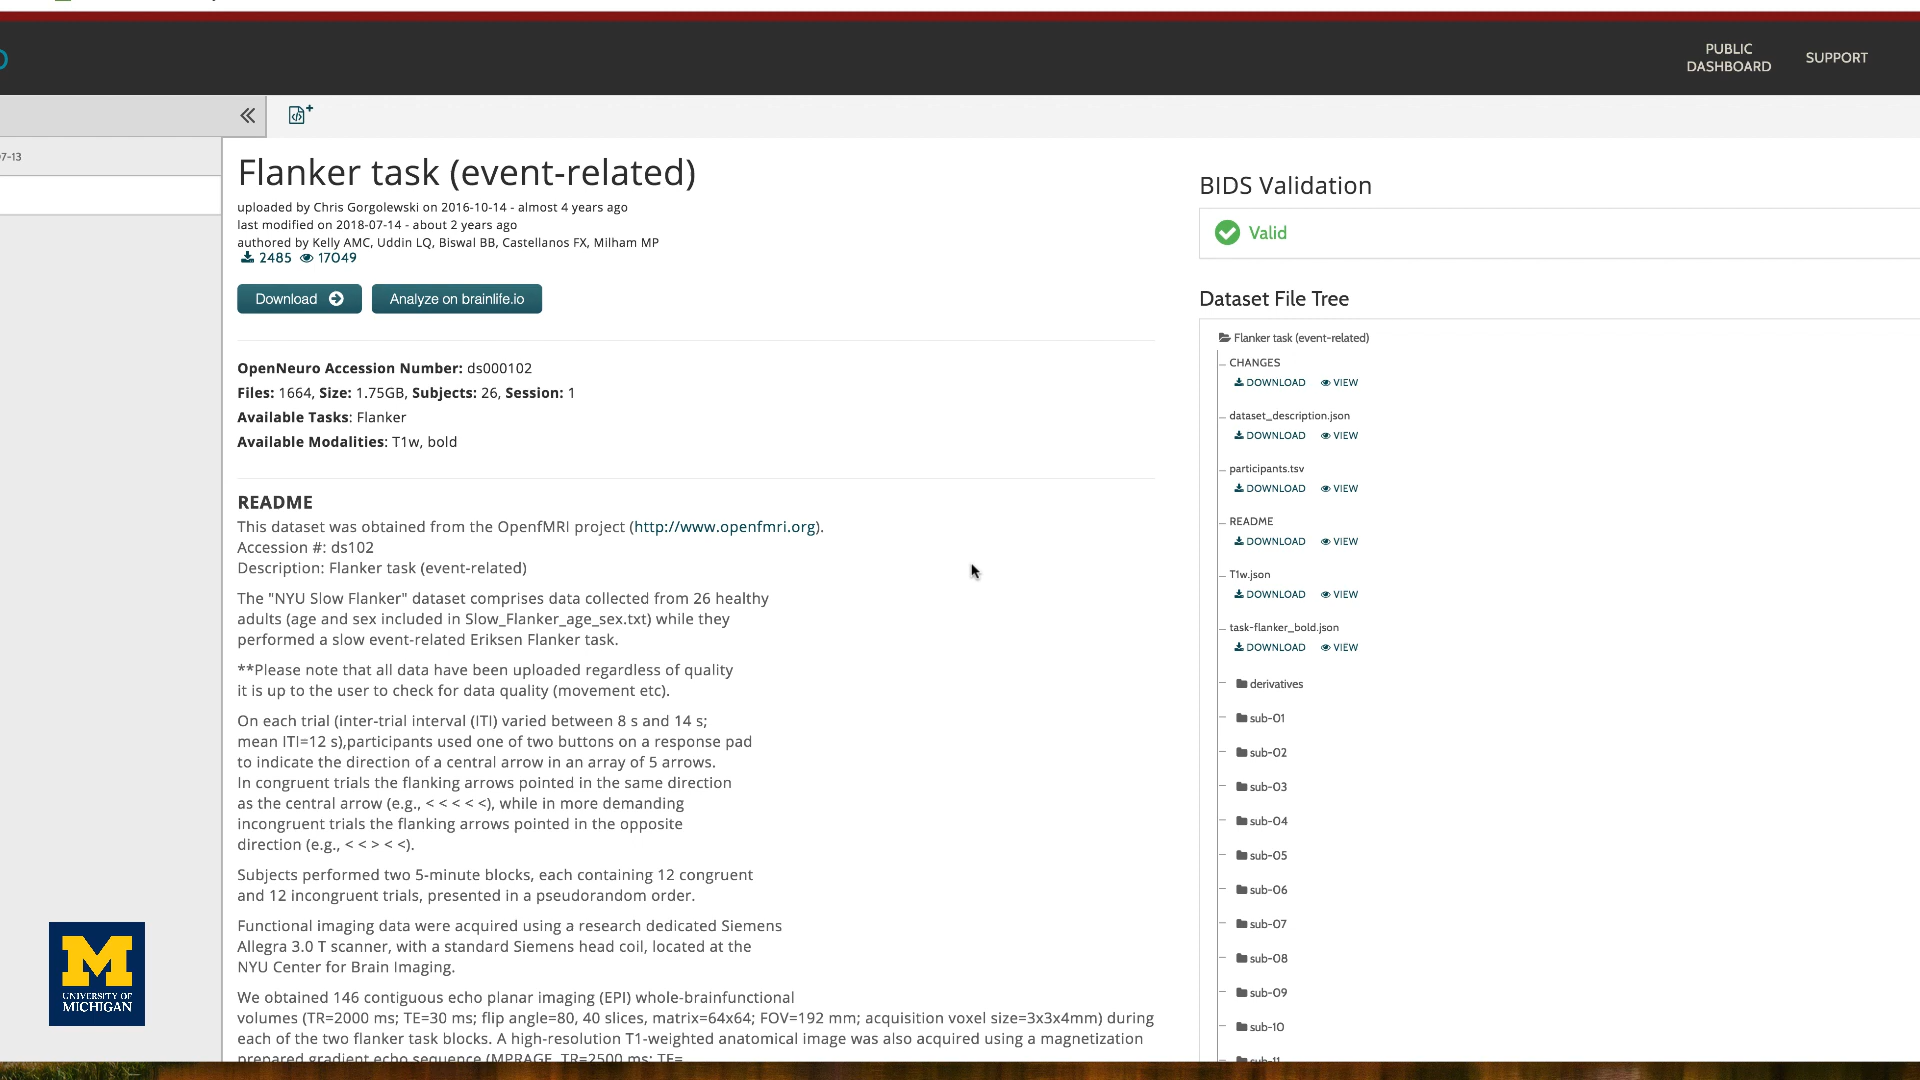 PUBLIC
DASHBOARD
SUPPORT
7-13
Flanker task (event-related)
uploaded by Chris Gorgolewski on 2016-10-14 - almost 4 years ago
last modified on 2018-07-14 - about 2 years ago
authored by Kelly AMC, Uddin LQ, Biswal BB, Castellanos FX, Milham MP
2485 17049
Download
Analyze on brainlife.io
OpenNeuro Accession Number: ds000102
Files: 1664, Size: 1.75GB, Subjects: 26, Session: 1
Available Tasks: Flanker
Available Modalities: T1w, bold
README
This dataset was obtained from the OpenfMRI project (http://www.openfmri.org).
Accession #: ds102
Description: Flanker task (event-related)
The "NYU Slow Flanker" dataset comprises data collected from 26 healthy
adults (age and sex included in Slow_Flanker_age_sex.txt) while they
performed a slow event-related Eriksen Flanker task.
**Please note that all data have been uploaded regardless of quality
it is up to the user to check for data quality (movement etc).
On each trial (inter-trial interval (ITI) varied between 8 s and 14 s;
mean ITI=12 s),participants used one of two buttons on a response pad
to indicate the direction of a central arrow in an array of 5 arrows.
In congruent trials the flanking arrows pointed in the same direction
as the central arrow (e.g., < < < < <), while in more demanding
incongruent trials the flanking arrows pointed in the opposite
direction (e.g., < < > < <).
Subjects performed two 5-minute blocks, each containing 12 congruent
and 12 incongruent trials, presented in a pseudorandom order.
Functional imaging data were acquired using a research dedicated Siemens
Allegra 3.0 T scanner, with a standard Siemens head coil, located at the
NYU Center for Brain Imaging.
We obtained 146 contiguous echo planar imaging (EPI) whole-brainfunctional
volumes (TR=2000 ms; TE=30 ms; flip angle=80, 40 slices, matrix=64x64; FOV=192 mm; acquisition voxel size=3x3x4mm) during
each of the two flanker task blocks. A high-resolution T1-weighted anatomical image was also acquired using a magnetization
prepared gradient echo sequence (MPRAGE, TR=2500 ms; TE=
BIDS Validation
Valid
Dataset File Tree
Flanker task (event-related)
CHANGES
DOWNLOAD VIEW
dataset_description.json
DOWNLOAD VIEW
participants.tsv
DOWNLOAD VIEW
README
DOWNLOAD VIEW
T1w.json
DOWNLOAD VIEW
task-flanker_bold.json
DOWNLOAD VIEW
derivatives
sub-01
sub-02
sub-03
sub-04
sub-05
sub-06
sub-07
sub-08
sub-09
sub-10
sub-11
M
UNIVERSITY OF
MICHIGAN